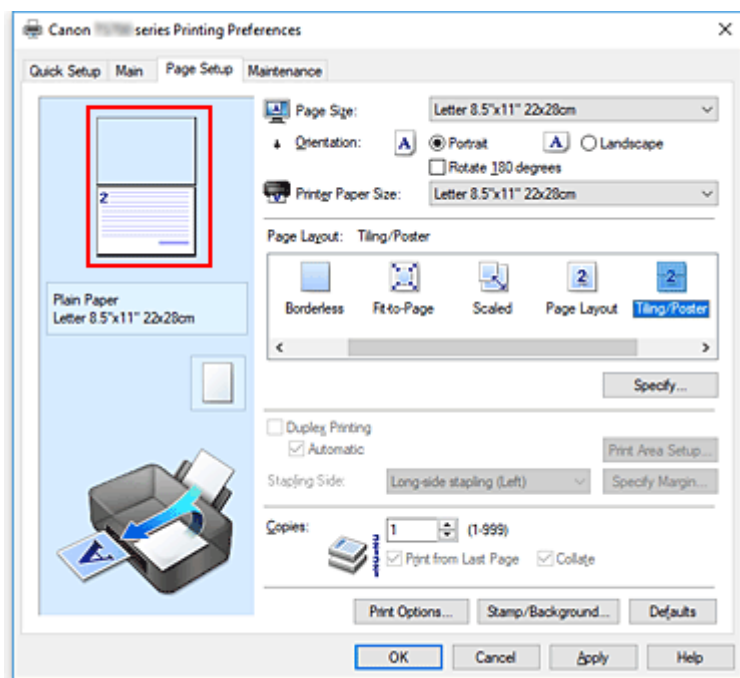 Canon series Printing Preferences
Quick Setup Main Page Setup Maintenance
2
Plain Paper
Letter 8.5"x11" 22x28cm
A
Page Size: Letter 8.5"x11" 22x28cm
Orientation: A Portrait A Landscape
Rotate 180 degrees
Printer Paper Size: Letter 8.5"x11" 22x28cm
Page Layout: Tiling/Poster
2 2
Borderless Fit-to-Page Scaled Page Layout Tiling/Poster
Specify...
Duplex Printing
Automatic Print Area Setup...
Stapling Side: Long-side stapling (Left) Specify Margin...
Copies: 1 (1-999)
Print from Last Page Collate
Print Options... Stamp/Background... Defaults
OK Cancel Apply Help